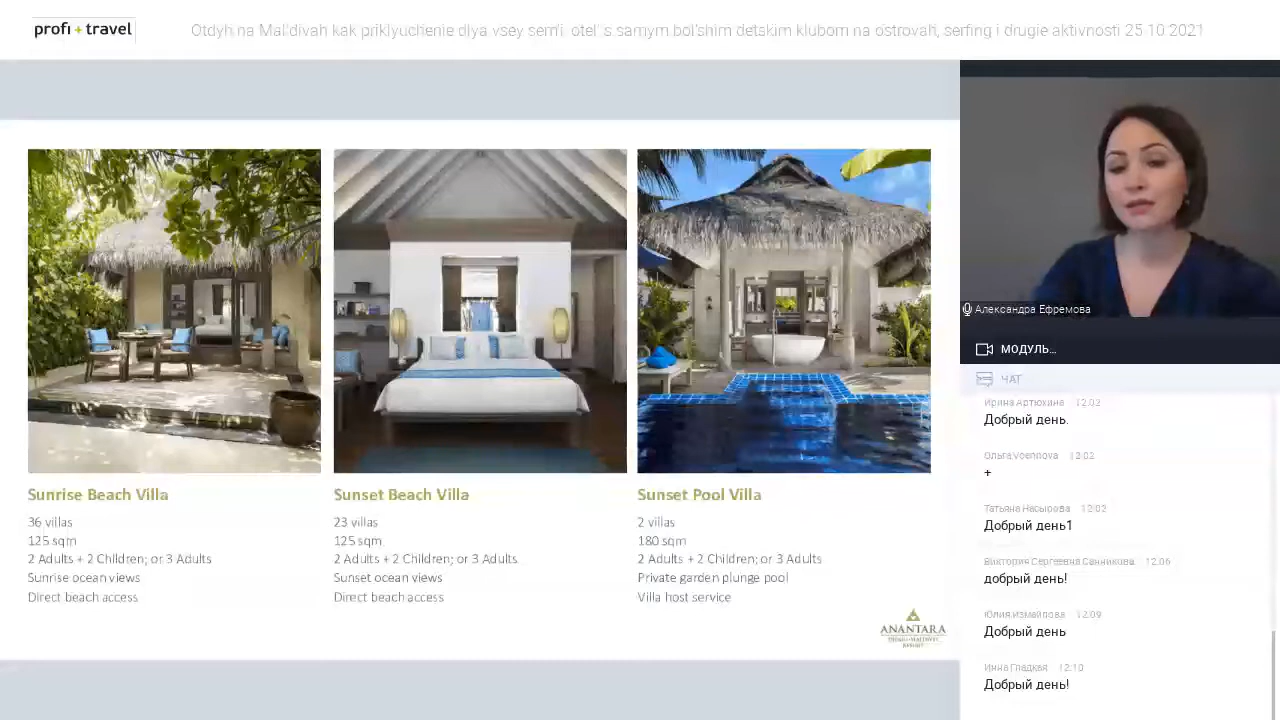 profi + travel
Otdyh na Mal'divah kak priklyuchenie dlya vsey sem'i: otel' s samym bol'shim detskim klubom na ostrovah, serfing i drugie aktivnosti 25 10 2021
Sunrise Beach Villa
36 villas
125 sqm
2 Adults + 2 Children; or 3 Adults
Sunrise ocean views
Direct beach access
Sunset Beach Villa
23 villas
125 sqm
2 Adults + 2 Children; or 3 Adults
Sunset ocean views
Direct beach access
Sunset Pool Villa
2 villas
180 sqm
2 Adults + 2 Children; or 3 Adults
Private garden plunge pool
Villa host service
ANANTARA
RESORT
Александра Ефремова
МОДУЛЬ...
ЧАТ
Ирина Артюхина 12:02
Добрый день.
12:02
+
Татьяна Насырова 12:02
Добрый день1
Виктория Сергеевна Санникова 12:06
добрый день!
Юлия Измайлова 12:09
Добрый день
Инна Гладкая 12:10
Добрый день!